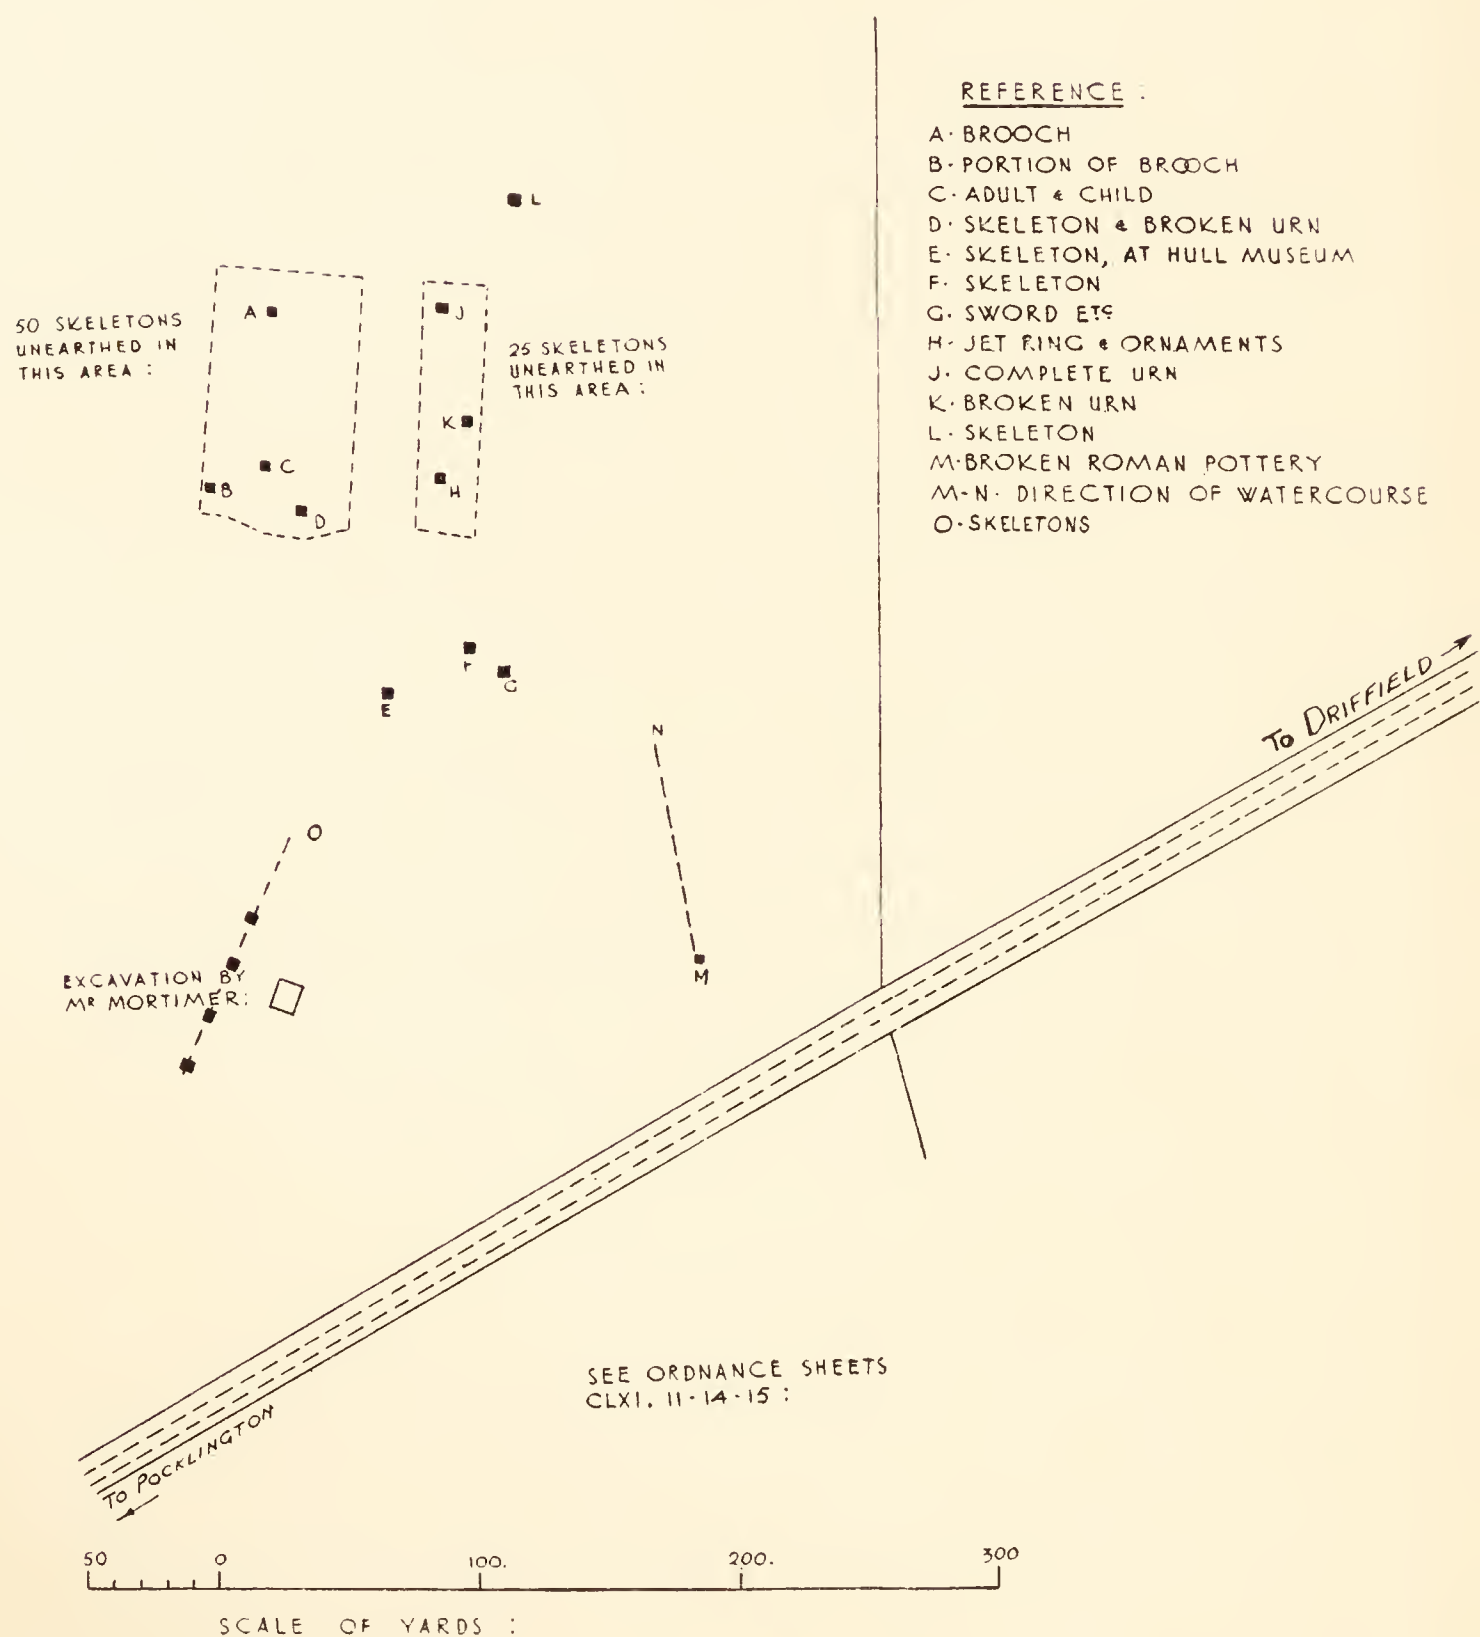 REFERENCE :
A· BROOCH
B· PORTION OF BROOCH
C· ADULT & CHILD
D· SKELETON & BROKEN URN
E· SKELETON, AT HULL MUSEUM
F· SKELETON
G· SWORD ETC
H· JET RING & ORNAMENTS
J· COMPLETE URN
K· BROKEN URN
L· SKELETON
M· BROKEN ROMAN POTTERY
M-N· DIRECTION OF WATERCOURSE
O· SKELETONS
L
50 SKELETONS
UNEARTHED IN
THIS AREA :
A
J
25 SKELETONS
UNEARTHED IN
THIS AREA :
K
C
B
H
D
F
G
E
N
TO DRIFFIELD
O
M
EXCAVATION BY
MR MORTIMER:
SEE ORDNANCE SHEETS
CLXI. 11·14·15 :
TO POCKLINGTON
50 0 100. 200. 300
SCALE OF YARDS :